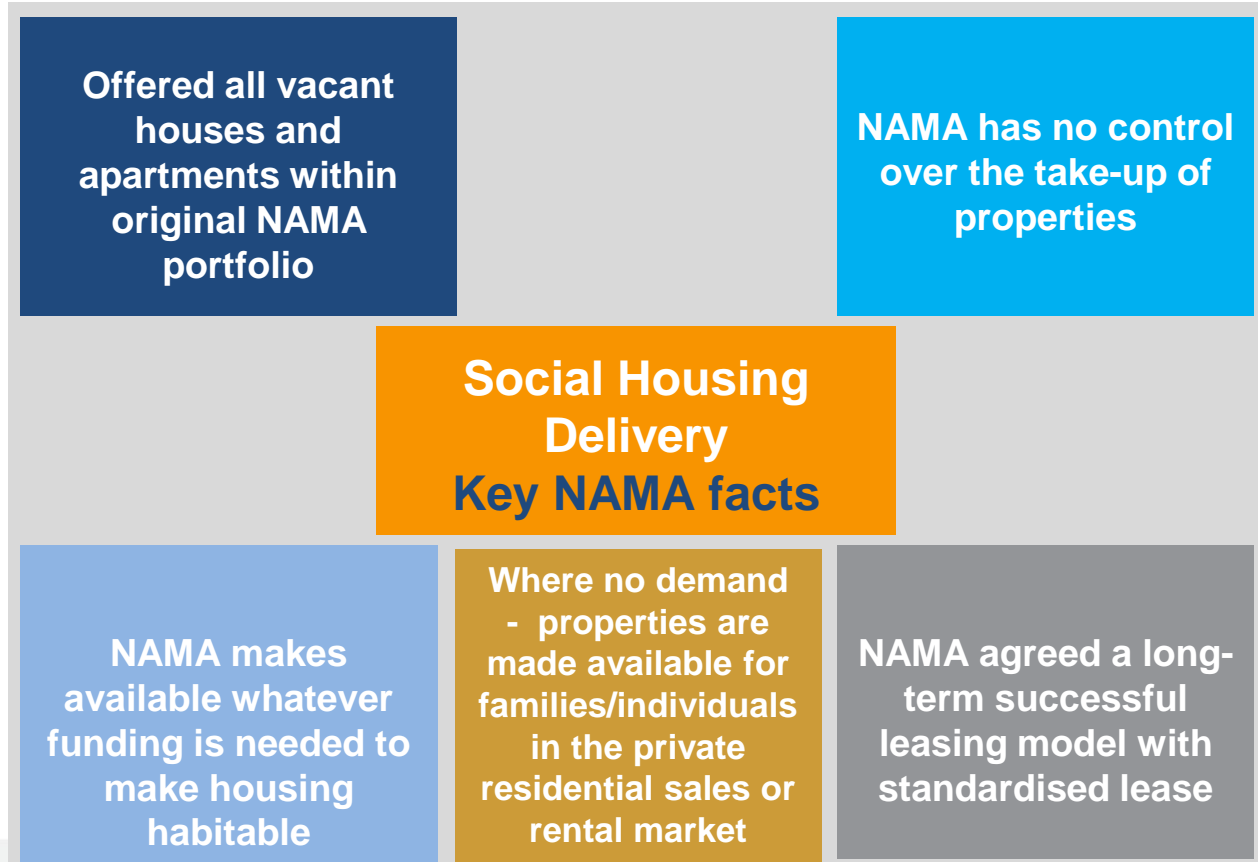 Offered all vacant
houses and
apartments within
original NAMA
portfolio
NAMA has no control
over the take-up of
properties
Social Housing
Delivery
Key NAMA facts
NAMA makes
available whatever
funding is needed to
make housing
habitable
Where no demand
- properties are
made available for
families/individuals
in the private
residential sales or
rental market
NAMA agreed a long-
term successful
leasing model with
standardised lease